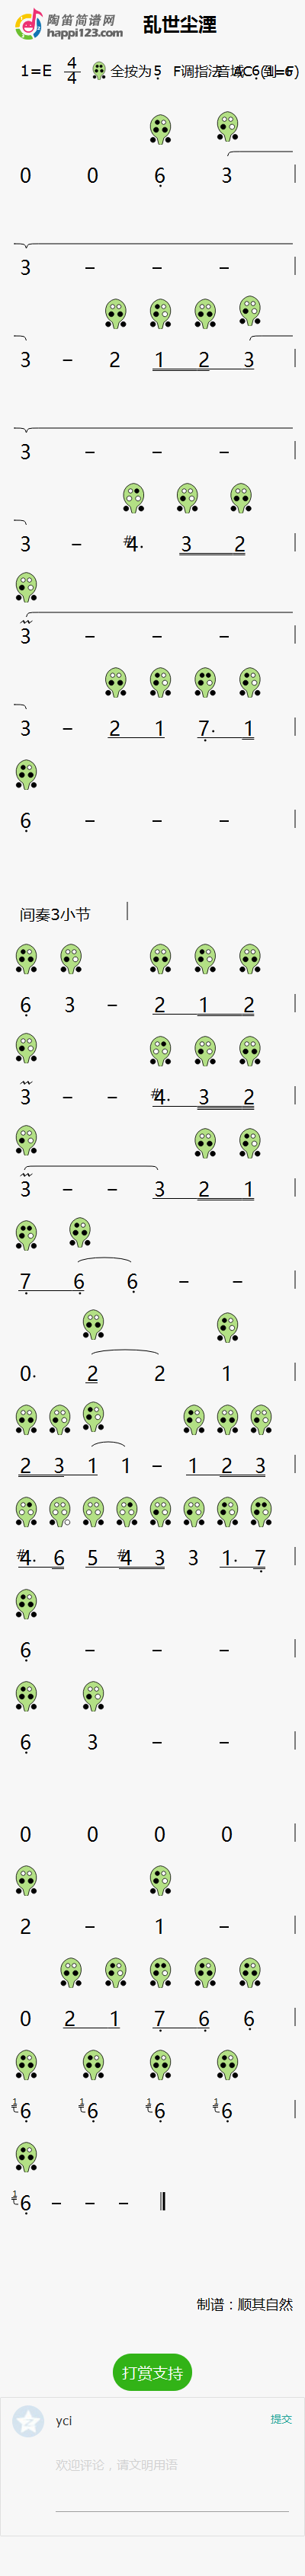 陶笛简谱网
happi123.com
乱世尘湮
1=E 4/4 全按为5̣ F调指法
0 0 6̣ 3 |
3 - - - |
3 - 2 1 2 3 |
3 - - - |
3 - #4. 3 2 |
3 - - - |
3 - 2 1 7̣. 1 |
6̣ - - - |
间奏3小节 |
6̣ 3 - 2 1 2 |
3 - - #4. 3 2 |
3 - - 3 2 1 |
7̣ 6̣ 6̣ - - |
0. 2 2 1 |
2 3 1 1 - 1 2 3 |
#4. 6 5 #4 3 3 1. 7̣ |
6̣ - - - |
6̣ 3 - - |
0 0 0 0 |
2 - 1 - |
0 2 1 7̣ 6̣ 6̣ |
1 6̣ 1 6̣ 1 6̣ 1 6̣ |
1 6̣ - - - ‖
制谱：顺其自然
打赏支持
yci
提交
欢迎评论，请文明用语